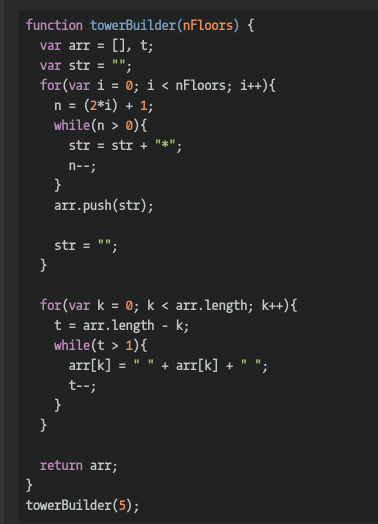 function towerBuilder(nFloors) {
  var arr = [], t;
  var str = "";
  for(var i = 0; i < nFloors; i++){
    n = (2*i) + 1;
    while(n > 0){
      str = str + "*";
      n--;
    }
    arr.push(str);

    str = "";
  }

  for(var k = 0; k < arr.length; k++){
    t = arr.length - k;
    while(t > 1){
      arr[k] = " " + arr[k] + " ";
      t--;
    }
  }

  return arr;
}
towerBuilder(5);